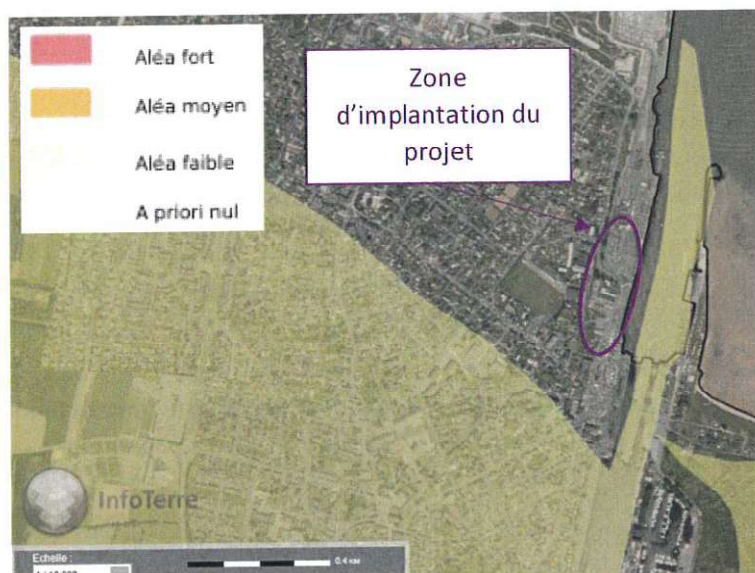 Aléa fort
Aléa moyen
Aléa faible
A priori nul
Zone
d'implantation du
projet
InfoTerre
Echelle :
0.4 KM